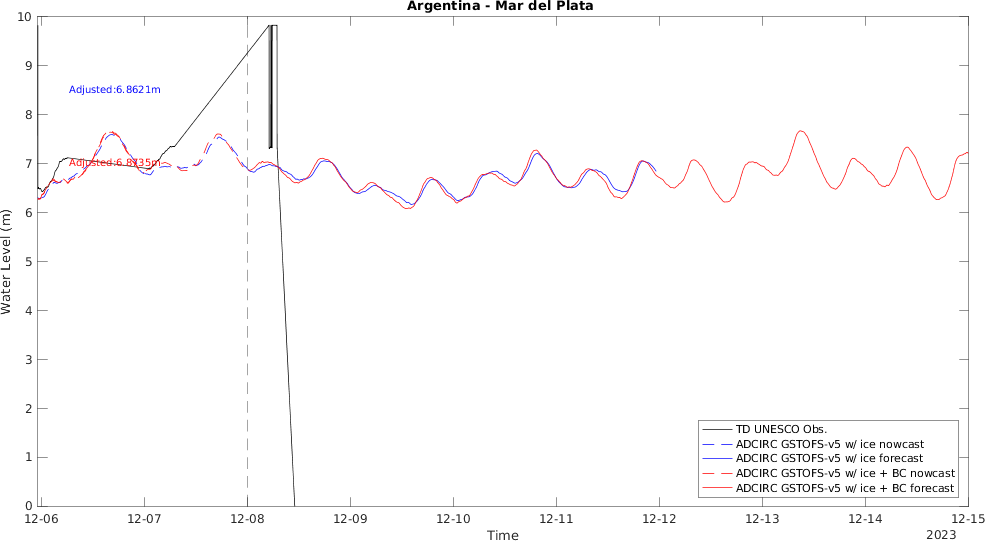 Argentina - Mar del Plata
10
9
8
7
6
5
4
3
2
1
0
Water Level (m)
Adjusted:6.8621m
TD UNESCO Obs.
ADCIRC GSTOFS-v5 w/ ice nowcast
ADCIRC GSTOFS-v5 w/ ice forecast
ADCIRC GSTOFS-v5 w/ ice + BC nowcast
ADCIRC GSTOFS-v5 w/ ice + BC forecast
12-06 12-07 12-08 12-09 12-10 12-11 12-12 12-13 12-14 12-15
Time
2023